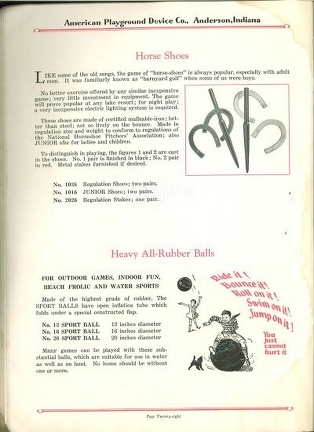 American Playground Device Co., Anderson, Indiana
Horse Shoes
LIKE some of the old songs, the game of "horse-shoes" is always popular, especially with adult
men. It was familiarly known as "barnyard golf" when some of us were boys.
No better exercise offered by any similar inexpensive
game; very little investment in equipment. The game
will prove popular at any lake resort; for night play;
a very inexpensive electric lighting system is required.
These shoes are made of certified malleable-iron; bet-
ter than steel; not so lively on the bounce. Made in
regulation size and weight to conform to regulations of
the National Horseshoe Pitchers' Association; also
JUNIOR size for ladies and children.
To distinguish in playing, the figures 1 and 2 are cast
in the shoes. No. 1 pair is finished in black; No. 2 pair
in red. Metal stakes furnished if desired.
No. 1024 Regulation Shoes; two pairs.
No. 1016 JUNIOR Shoes; two pairs.
No. 2026 Regulation Stakes; one pair.
Heavy All-Rubber Balls
FOR OUTDOOR GAMES, INDOOR FUN,
BEACH FROLIC AND WATER SPORTS
Made of the highest grade of rubber. The
SPORT BALLS have open inflation tube which
folds under a special constructed flap.
No. 13 SPORT BALL 13 inches diameter
No. 16 SPORT BALL 16 inches diameter
No. 20 SPORT BALL 20 inches diameter
Many games can be played with these sub-
stantial balls, which are suitable for use in water
as well as on land. No home should be without
one or more.
Ride it!
Bounce it!
Roll on it!
Swim on it!
Jump on it!
You
just
cannot
hurt it
Page Twenty-eight